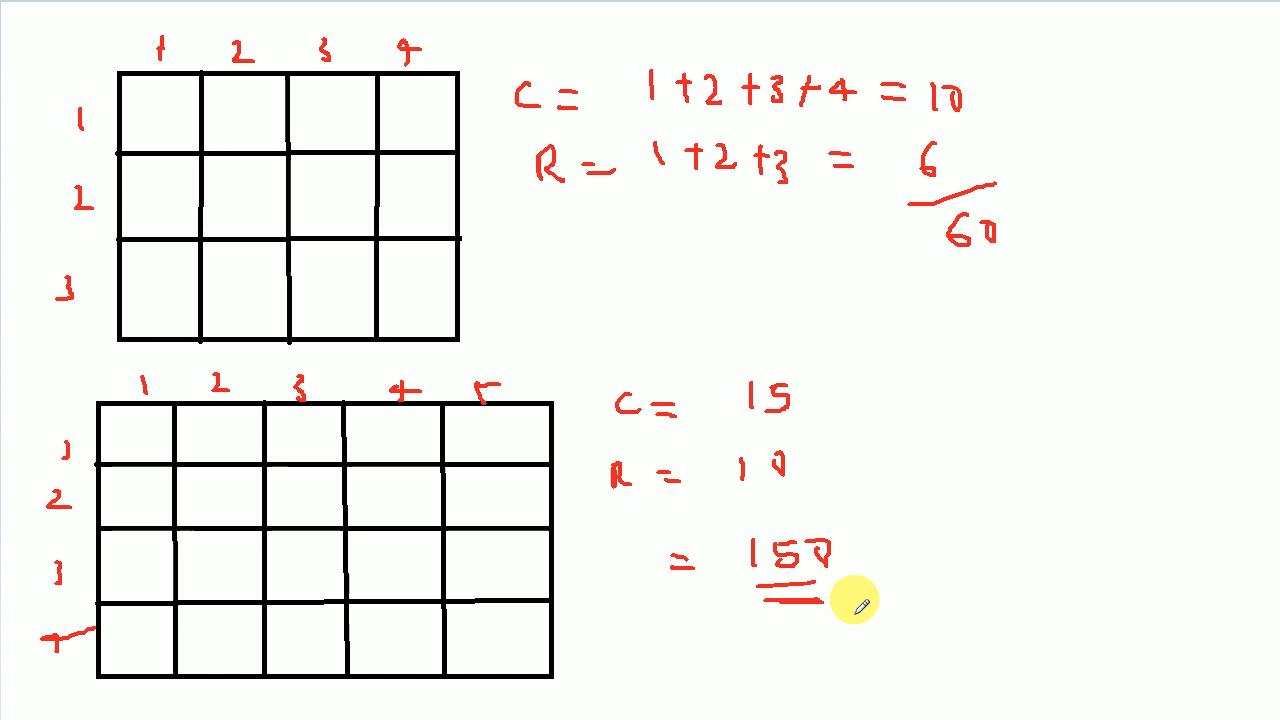 1 2 3 4
1
2
3
C = 1 + 2 + 3 + 4 = 10
R = 1 + 2 + 3 = 6
60
1 2 3 4 5
1
2
3
4
C = 15
R = 10
= 150